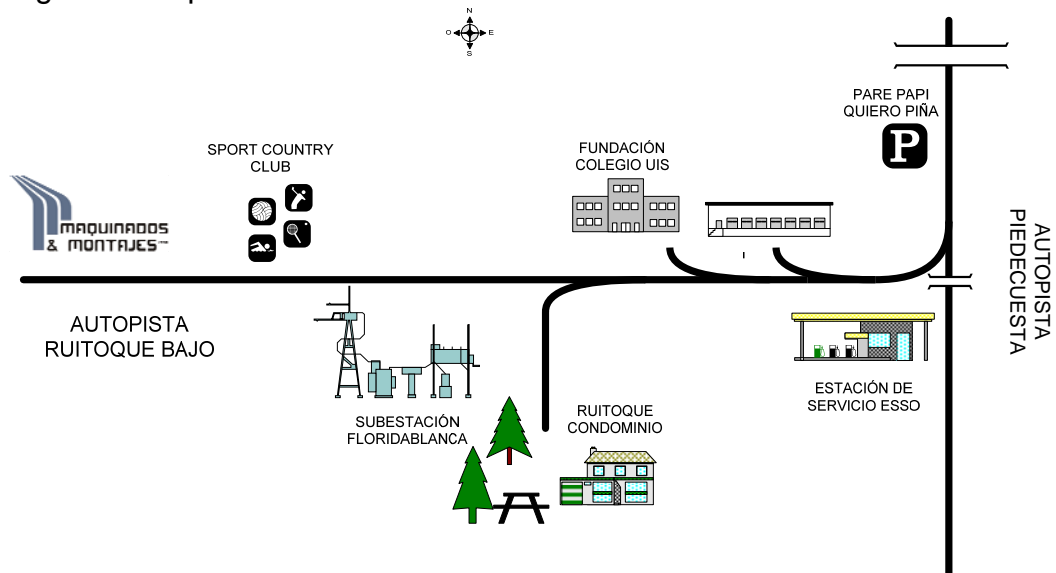 N
O E
S
PARE PAPI
QUIERO PIÑA
P
SPORT COUNTRY
CLUB
FUNDACIÓN
COLEGIO UIS
MAQUINADOS
& MONTAJES
AUTOPISTA
PIEDECUESTA
AUTOPISTA
RUITOQUE BAJO
ESTACIÓN DE
SERVICIO ESSO
SUBESTACIÓN
FLORIDABLANCA
RUITOQUE
CONDOMINIO